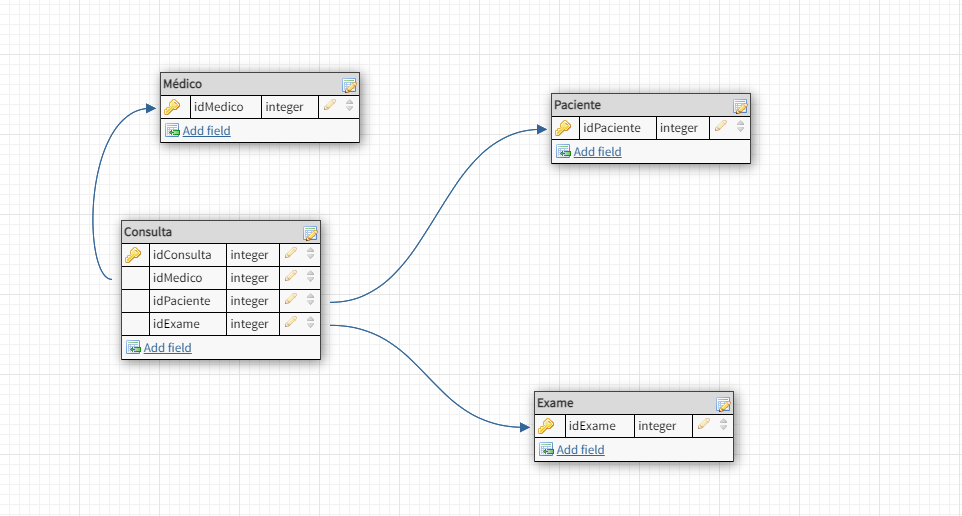 Médico
idMedico integer
Add field
Paciente
idPaciente integer
Add field
Consulta
idConsulta integer
idMedico integer
idPaciente integer
idExame integer
Add field
Exame
idExame integer
Add field